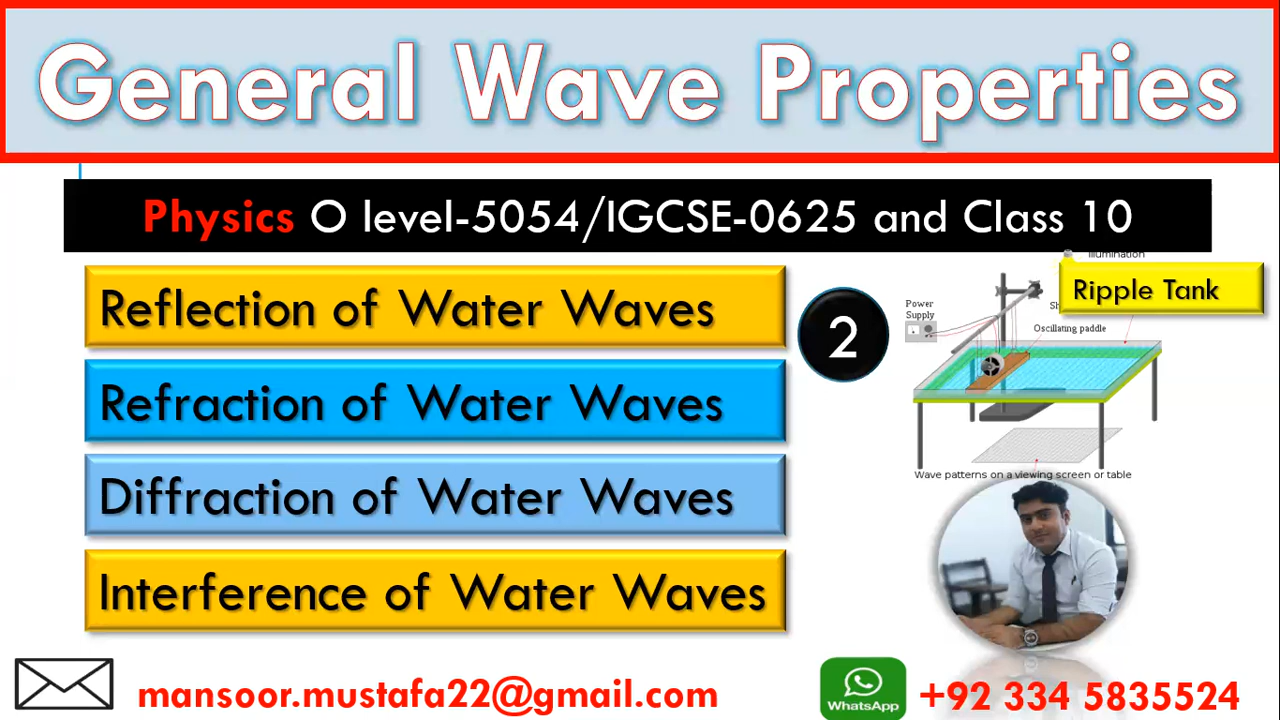 General Wave Properties
Physics O level-5054/IGCSE-0625 and Class 10
Reflection of Water Waves
Refraction of Water Waves
Diffraction of Water Waves
Interference of Water Waves
2
Illumination
Ripple Tank
Power
Supply
Oscillating paddle
Wave patterns on a viewing screen or table
mansoor.mustafa22@gmail.com
WhatsApp
+92 334 5835524